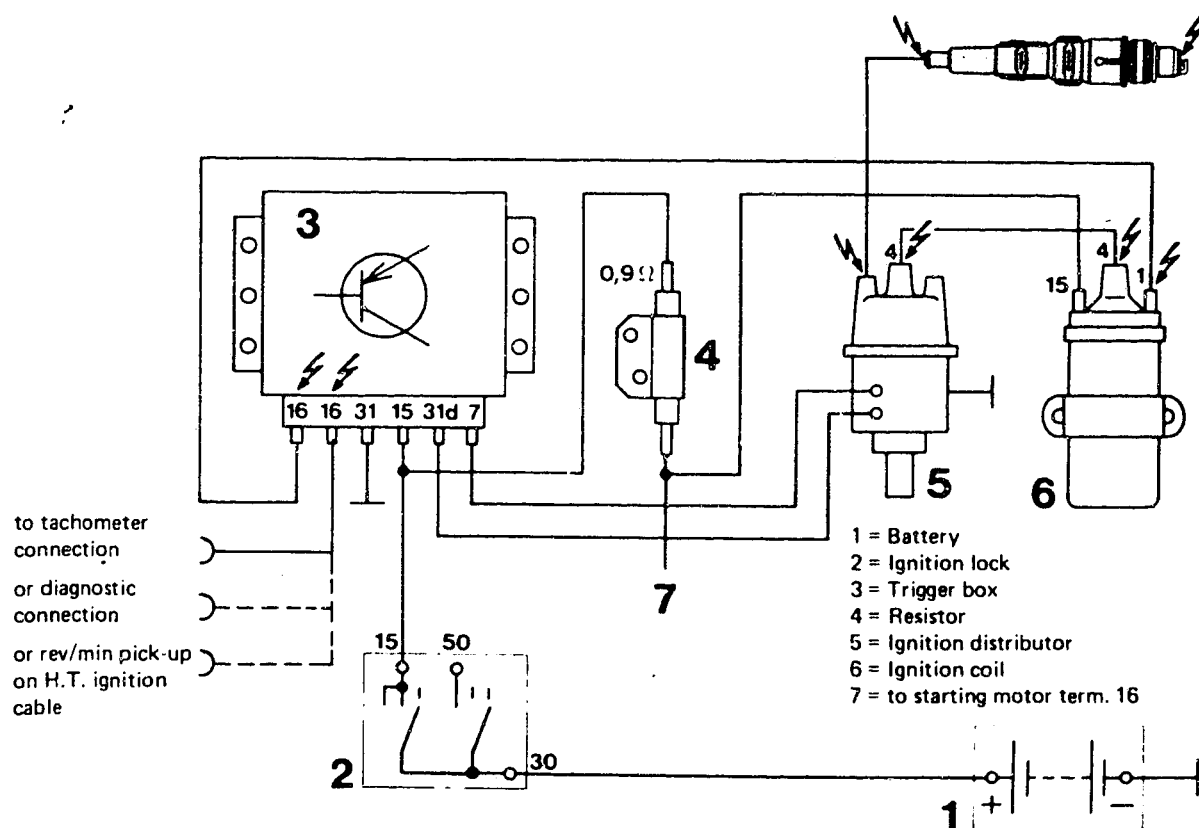 3
0,9 Ω
4
4
4
15
1
16 16 31 15 31d 7
5
6
to tachometer
connection
or diagnostic
connection
or rev/min pick-up
on H.T. ignition
cable
7
1 = Battery
2 = Ignition lock
3 = Trigger box
4 = Resistor
5 = Ignition distributor
6 = Ignition coil
7 = to starting motor term. 16
15
50
2
30
1
+
−